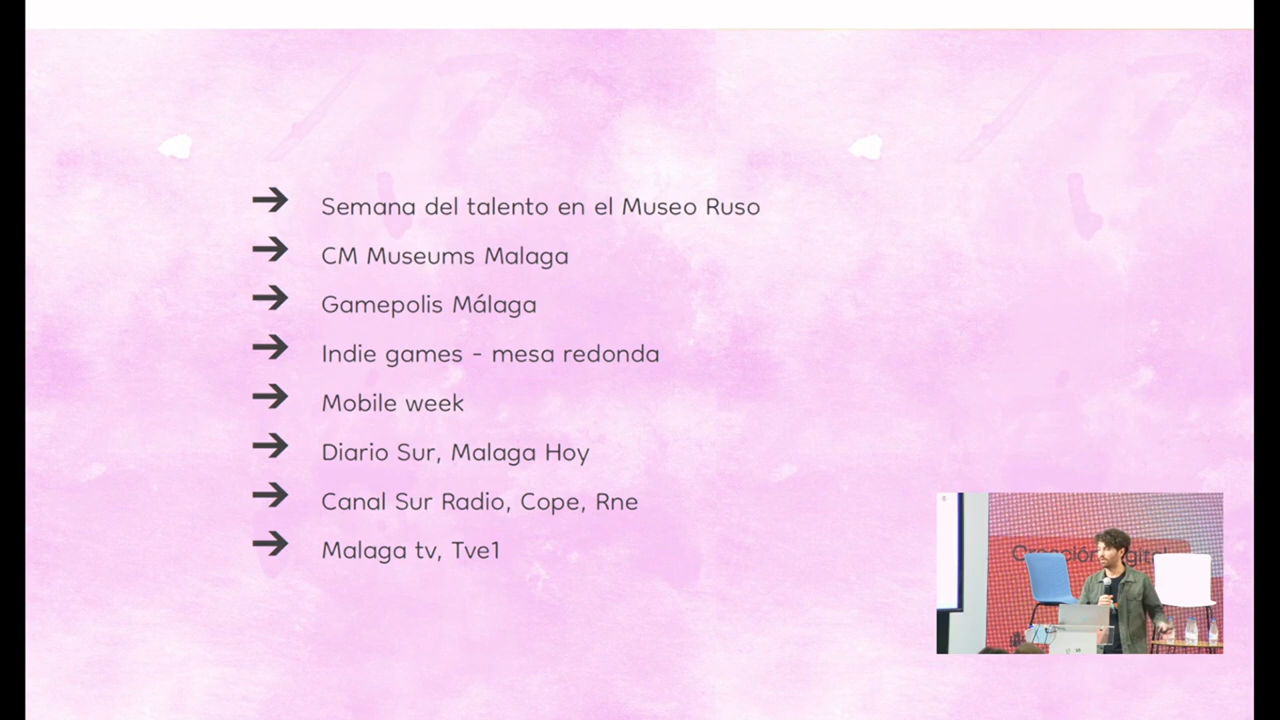 Semana del talento en el Museo Ruso
CM Museums Malaga
Gamepolis Málaga
Indie games - mesa redonda
Mobile week
Diario Sur, Malaga Hoy
Canal Sur Radio, Cope, Rne
Malaga tv, Tve1